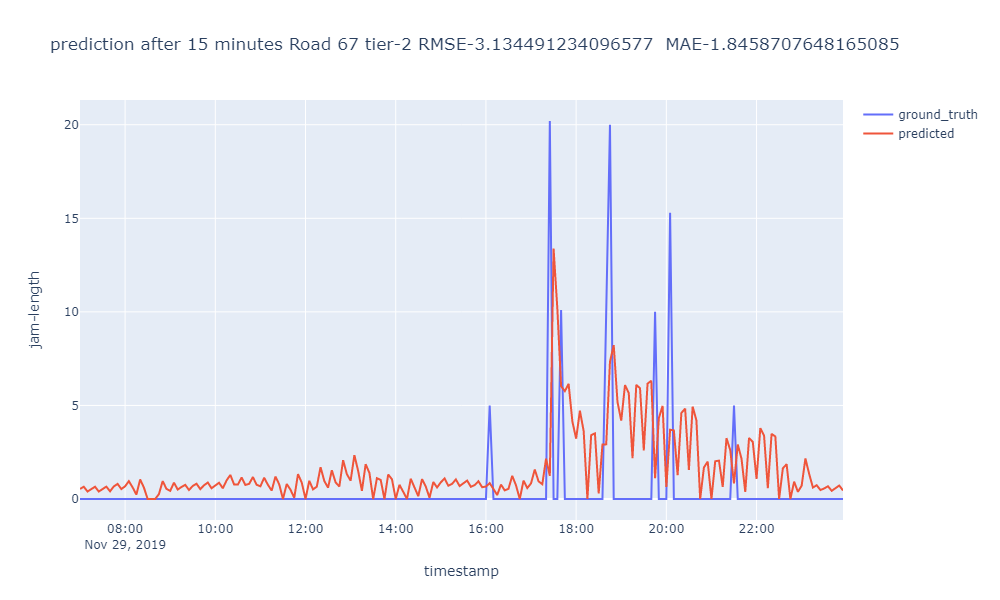 prediction after 15 minutes Road 67 tier-2 RMSE-3.134491234096577  MAE-1.8458707648165085
ground_truth
predicted
20
15
10
5
0
jam-length
08:00 10:00 12:00 14:00 16:00 18:00 20:00 22:00
Nov 29, 2019
timestamp